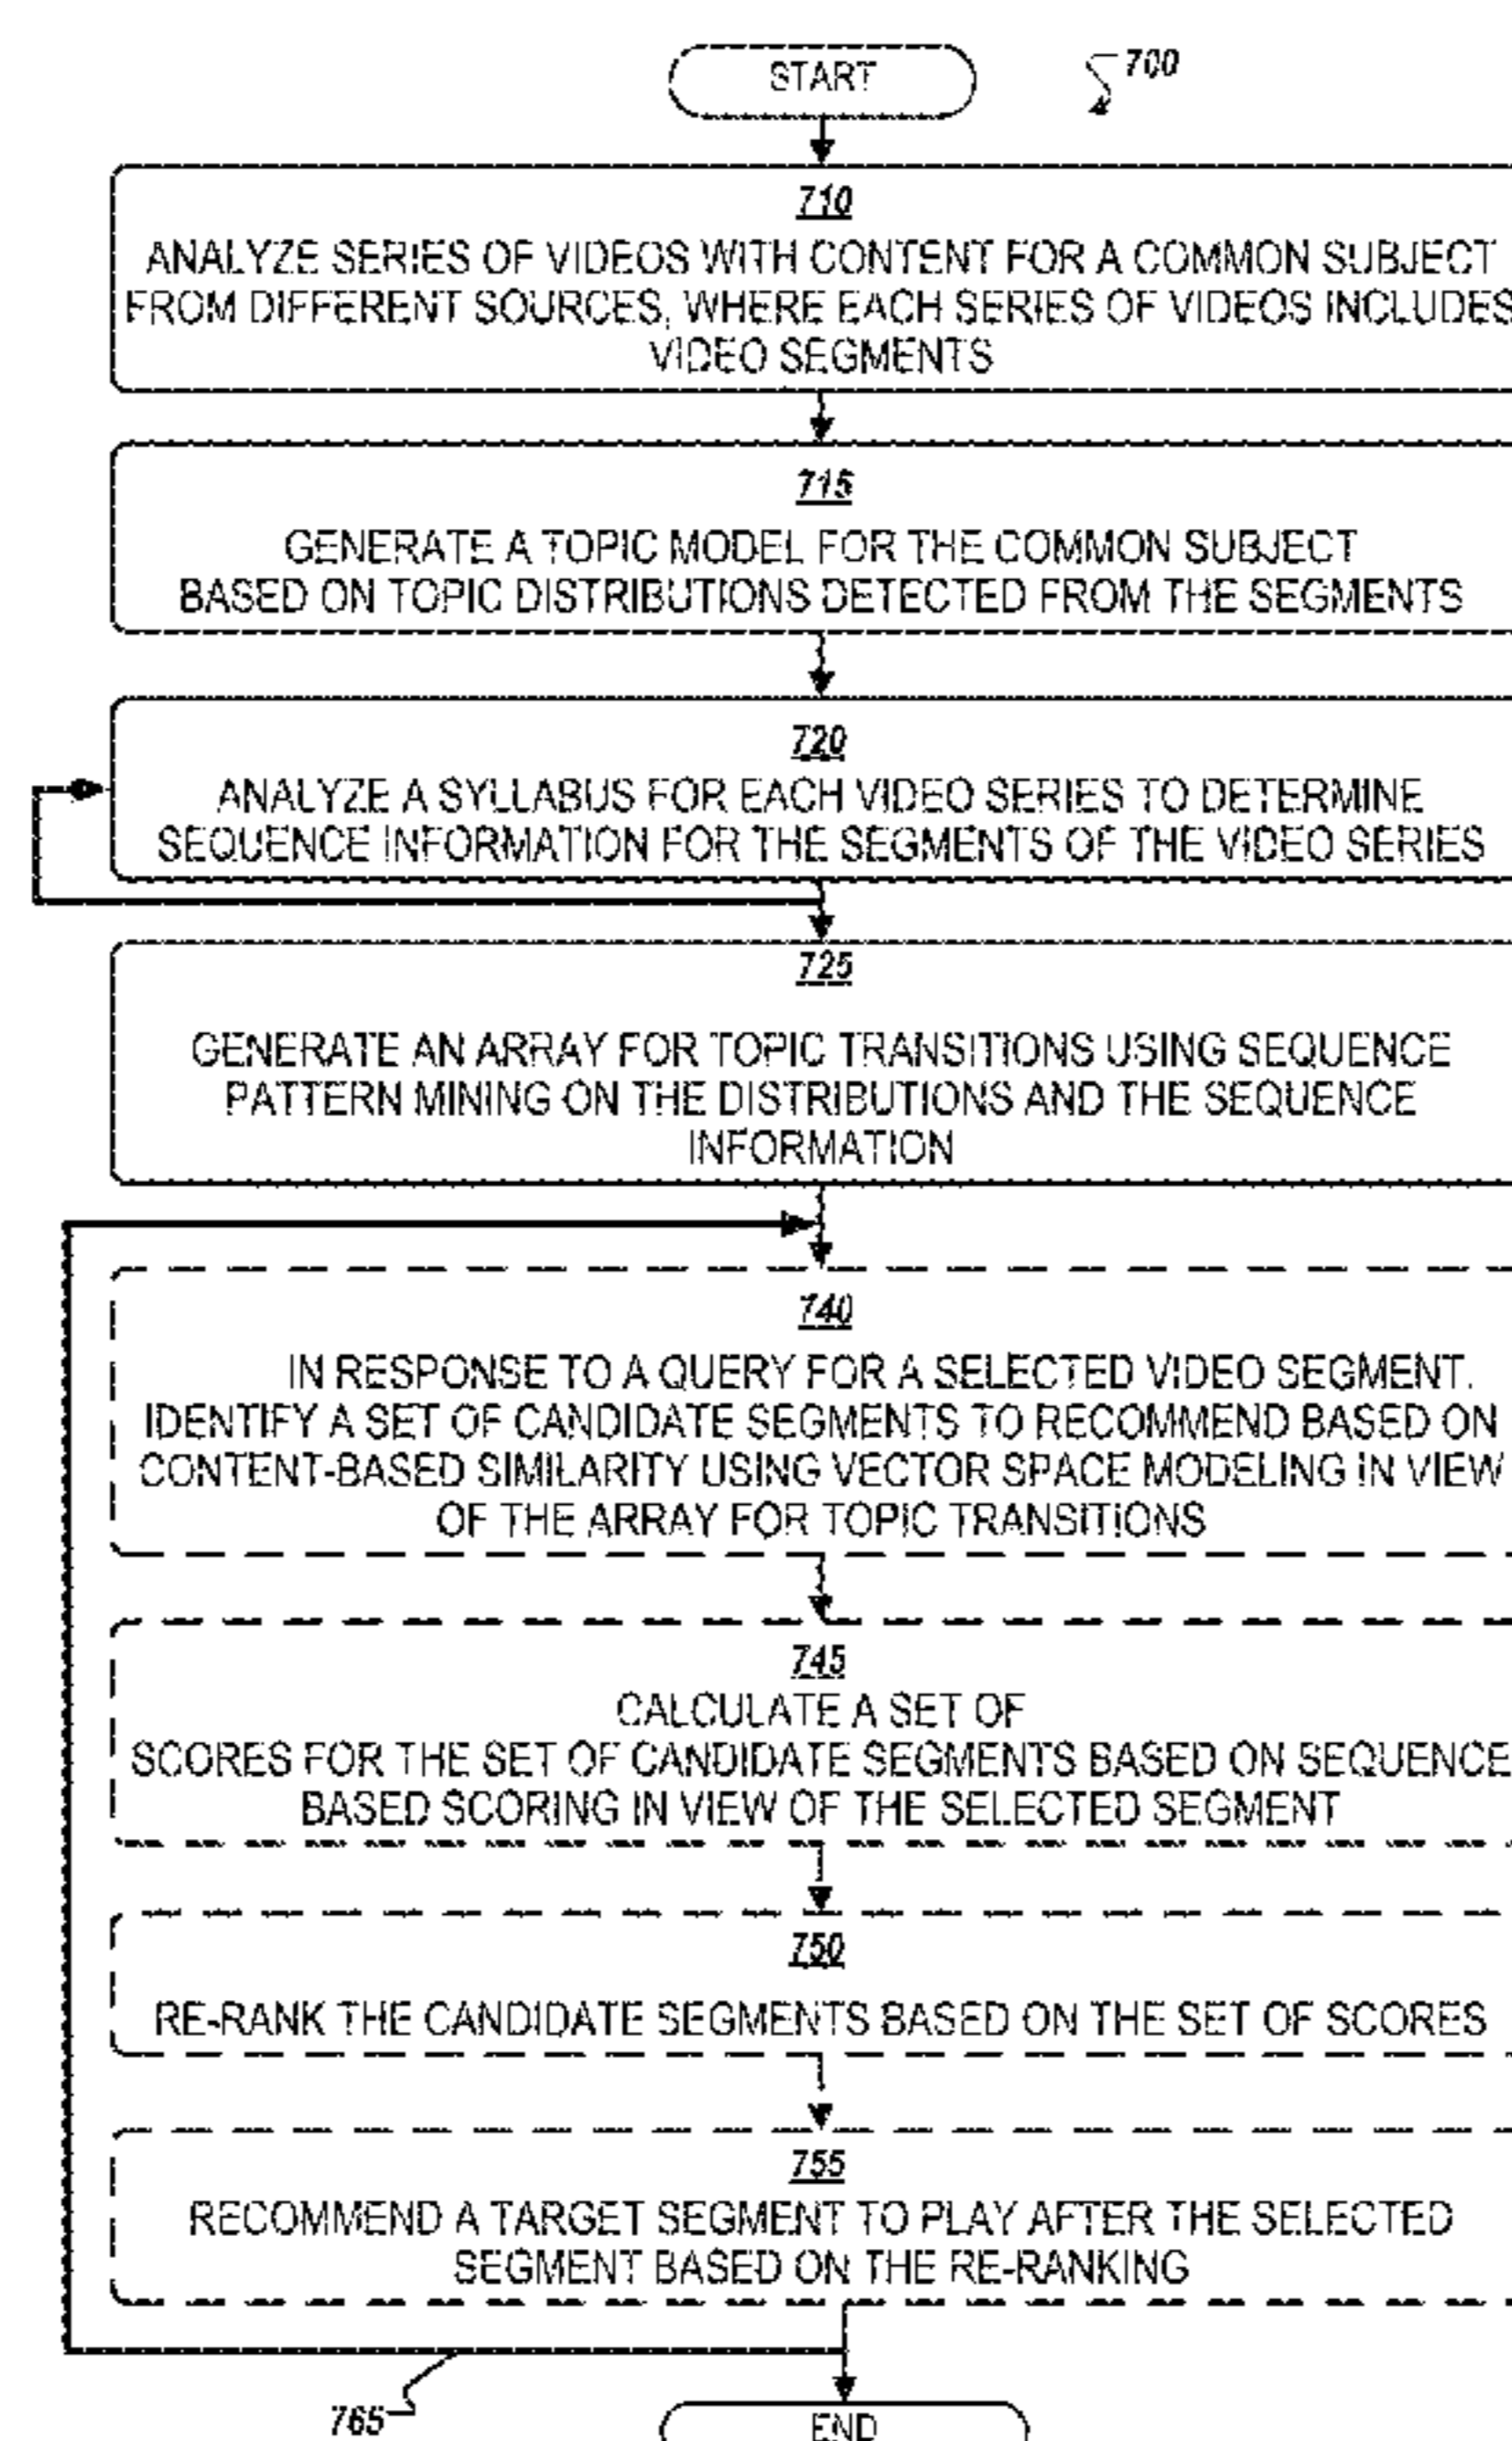 START
700
710
ANALYZE SERIES OF VIDEOS WITH CONTENT FOR A COMMON SUBJECT
FROM DIFFERENT SOURCES, WHERE EACH SERIES OF VIDEOS INCLUDES
VIDEO SEGMENTS
715
GENERATE A TOPIC MODEL FOR THE COMMON SUBJECT
BASED ON TOPIC DISTRIBUTIONS DETECTED FROM THE SEGMENTS
720
ANALYZE A SYLLABUS FOR EACH VIDEO SERIES TO DETERMINE
SEQUENCE INFORMATION FOR THE SEGMENTS OF THE VIDEO SERIES
725
GENERATE AN ARRAY FOR TOPIC TRANSITIONS USING SEQUENCE
PATTERN MINING ON THE DISTRIBUTIONS AND THE SEQUENCE
INFORMATION
740
IN RESPONSE TO A QUERY FOR A SELECTED VIDEO SEGMENT,
IDENTIFY A SET OF CANDIDATE SEGMENTS TO RECOMMEND BASED ON
CONTENT-BASED SIMILARITY USING VECTOR SPACE MODELING IN VIEW
OF THE ARRAY FOR TOPIC TRANSITIONS
745
CALCULATE A SET OF
SCORES FOR THE SET OF CANDIDATE SEGMENTS BASED ON SEQUENCE
BASED SCORING IN VIEW OF THE SELECTED SEGMENT
750
RE-RANK THE CANDIDATE SEGMENTS BASED ON THE SET OF SCORES
755
RECOMMEND A TARGET SEGMENT TO PLAY AFTER THE SELECTED
SEGMENT BASED ON THE RE-RANKING
765
END